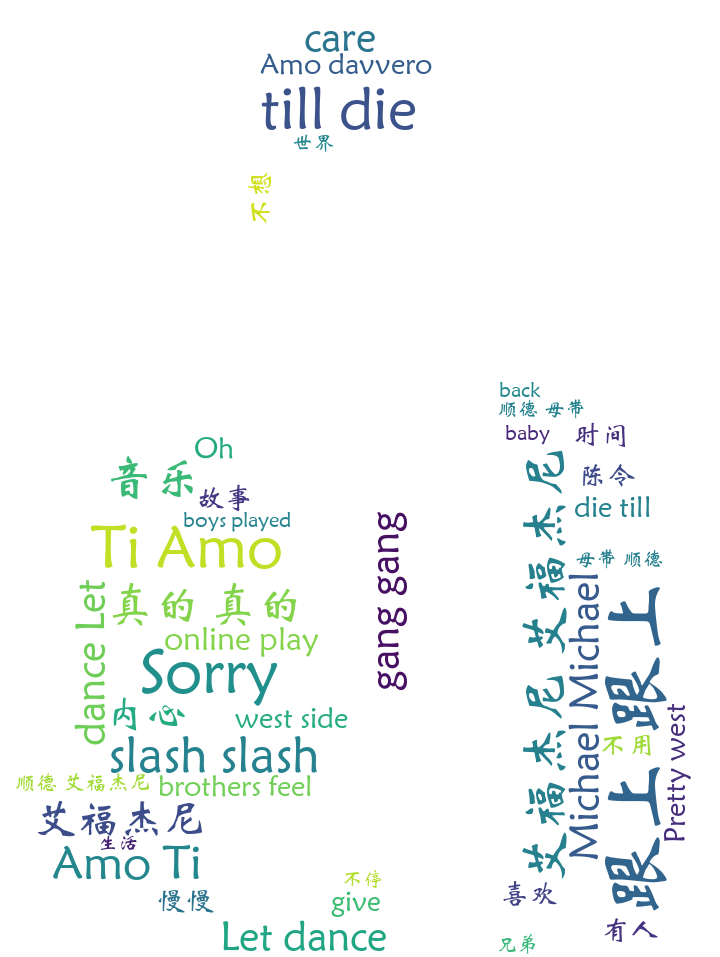 care
Amo davvero
till die
世界
不想
back
顺德 母带
baby
时间
Oh
音乐
故事
boys played
陈令
die till
Ti Amo
gang gang
艾福杰尼 艾福杰尼
母带 顺德
Michael Michael
跟上 跟上
dance Let
真的 真的
online play
Sorry
内心
west side
不用
Pretty west
slash slash
顺德 艾福杰尼
brothers feel
艾福杰尼
生活
Amo Ti
慢慢
不停
give
喜欢
Let dance
有人
兄弟